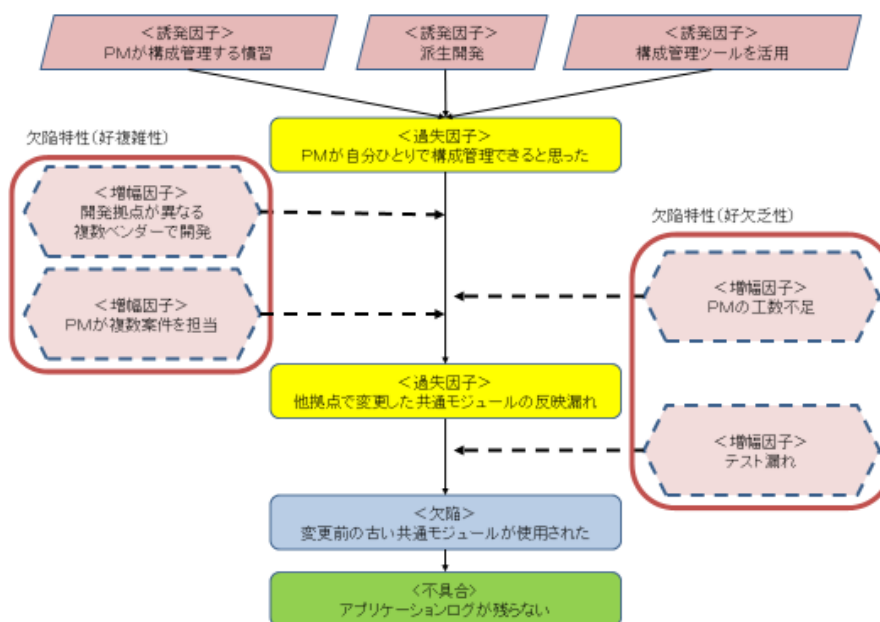 ＜誘発因子＞
PMが構成管理する慣習
＜誘発因子＞
派生開発
＜誘発因子＞
構成管理ツールを活用
＜過失因子＞
PMが自分ひとりで構成管理できると思った
欠陥特性(好複雑性)
＜増幅因子＞
開発拠点が異なる
複数ベンダーで開発
欠陥特性(好欠乏性)
＜増幅因子＞
PMの工数不足
＜増幅因子＞
PMが複数案件を担当
＜過失因子＞
他拠点で変更した共通モジュールの反映漏れ
＜増幅因子＞
テスト漏れ
＜欠陥＞
変更前の古い共通モジュールが使用された
＜不具合＞
アプリケーションログが残らない